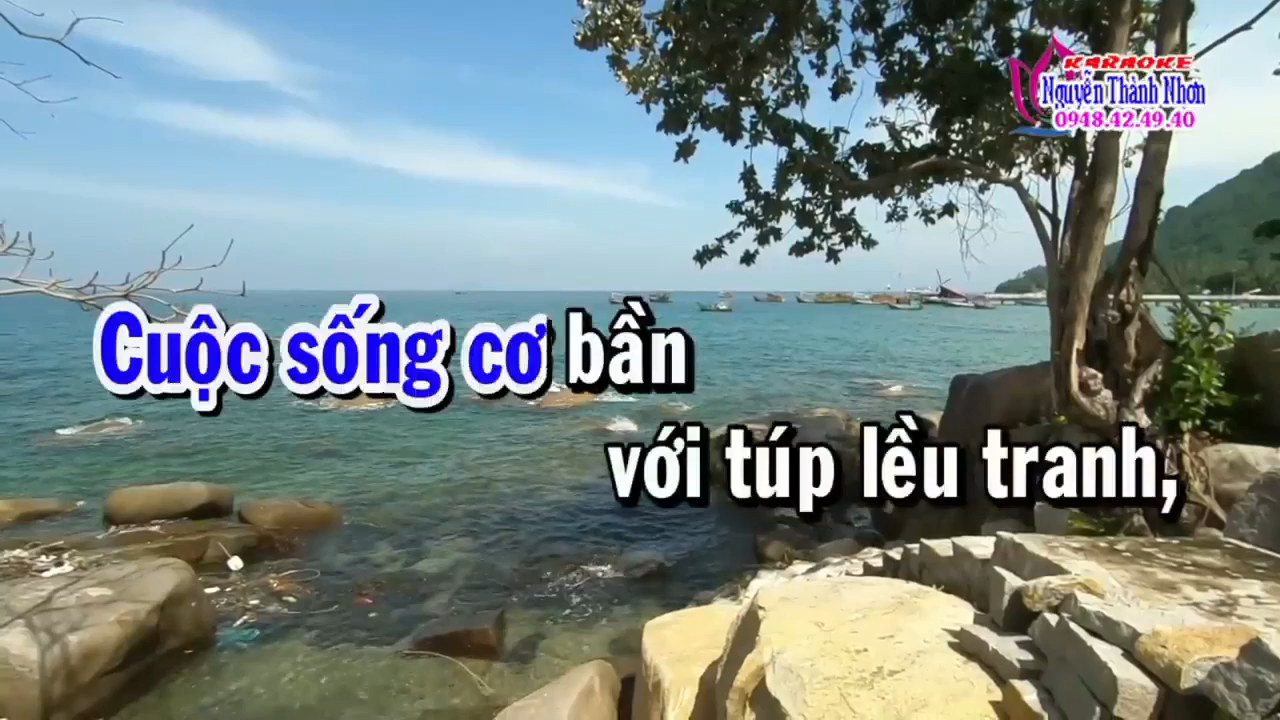 KARAOKE
Nguyễn Thành Nhơn
0948.42.49.40
Cuộc sống cơ bần
với túp lều tranh,